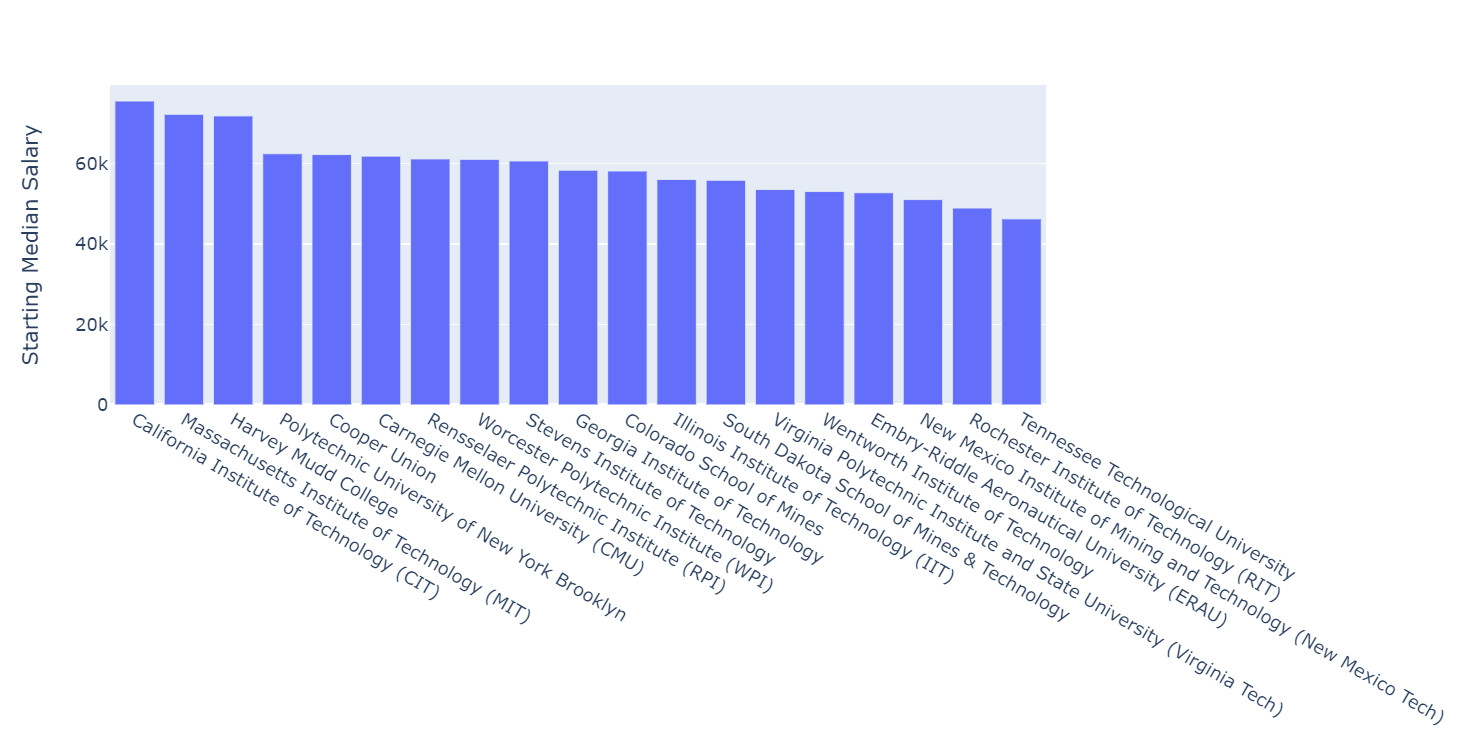 Starting Median Salary
60k
40k
20k
0
California Institute of Technology (CIT)
Massachusetts Institute of Technology (MIT)
Harvey Mudd College
Polytechnic University of New York Brooklyn
Cooper Union
Carnegie Mellon University (CMU)
Rensselaer Polytechnic Institute (RPI)
Worcester Polytechnic Institute (WPI)
Stevens Institute of Technology
Georgia Institute of Technology
Colorado School of Mines
Illinois Institute of Technology (IIT)
South Dakota School of Mines & Technology
Virginia Polytechnic Institute and State University (Virginia Tech)
Wentworth Institute of Technology
Embry-Riddle Aeronautical University (ERAU)
New Mexico Institute of Mining and Technology (New Mexico Tech)
Rochester Institute of Technology (RIT)
Tennessee Technological University